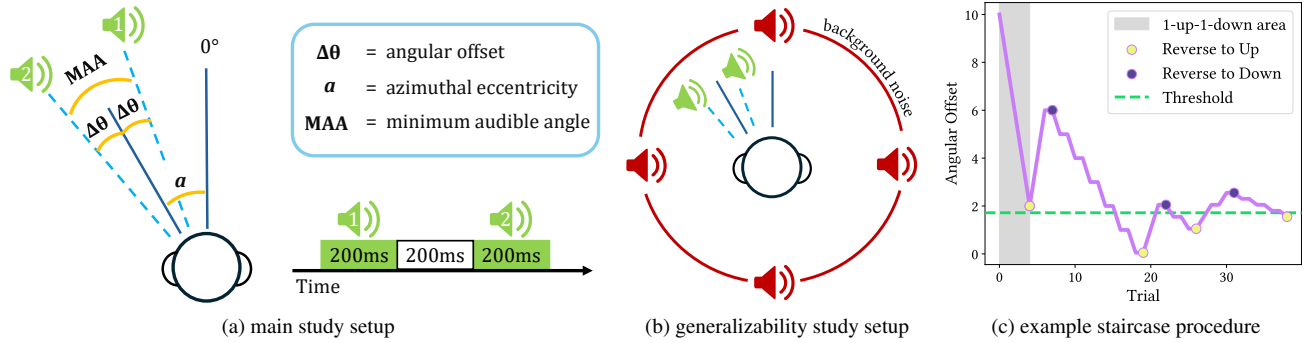 1
2
MAA
Δθ
Δθ
a
0°
Δθ = angular offset
a = azimuthal eccentricity
MAA = minimum audible angle
1
2
200ms 200ms 200ms
Time
(a) main study setup
background noise
(b) generalizability study setup
10
8
6
4
2
0
Angular Offset
1-up-1-down area
Reverse to Up
Reverse to Down
Threshold
0 10 20 30
Trial
(c) example staircase procedure